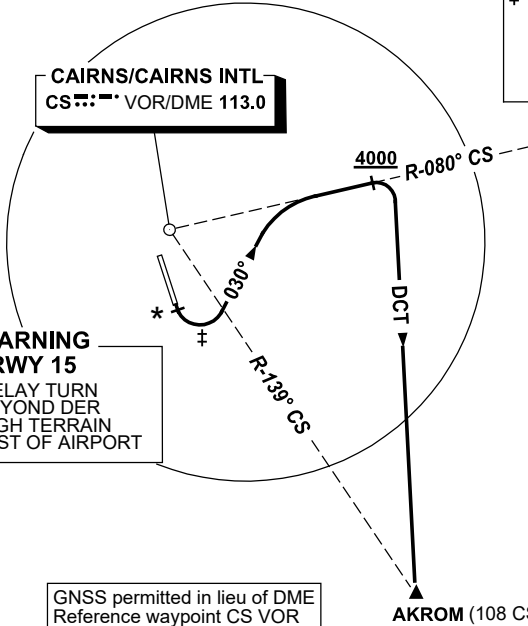 CAIRNS/CAIRNS INTL
CS VOR/DME 113.0
4000
R-080° CS
030°
*
‡
DCT
R-139° CS
ARNING
RWY 15
ELAY TURN
YOND DER
GH TERRAIN
ST OF AIRPORT
GNSS permitted in lieu of DME
Reference waypoint CS VOR
AKROM (108 CS